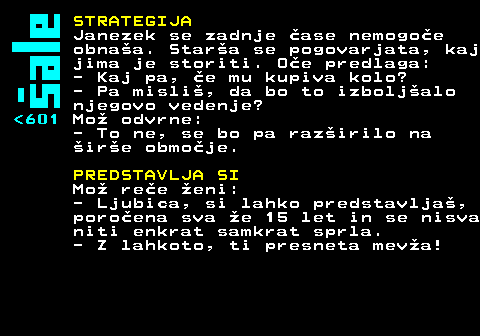 šale
<601
STRATEGIJA
Janezek se zadnje čase nemogoče
obnaša. Starša se pogovarjata, kaj
jima je storiti. Oče predlaga:
- Kaj pa, če mu kupiva kolo?
- Pa misliš, da bo to izboljšalo
njegovo vedenje?
Mož odvrne:
- To ne, se bo pa razširilo na
širše območje.
PREDSTAVLJA SI
Mož reče ženi:
- Ljubica, si lahko predstavljaš,
poročena sva že 15 let in se nisva
niti enkrat samkrat sprla.
- Z lahkoto, ti presneta mevža!